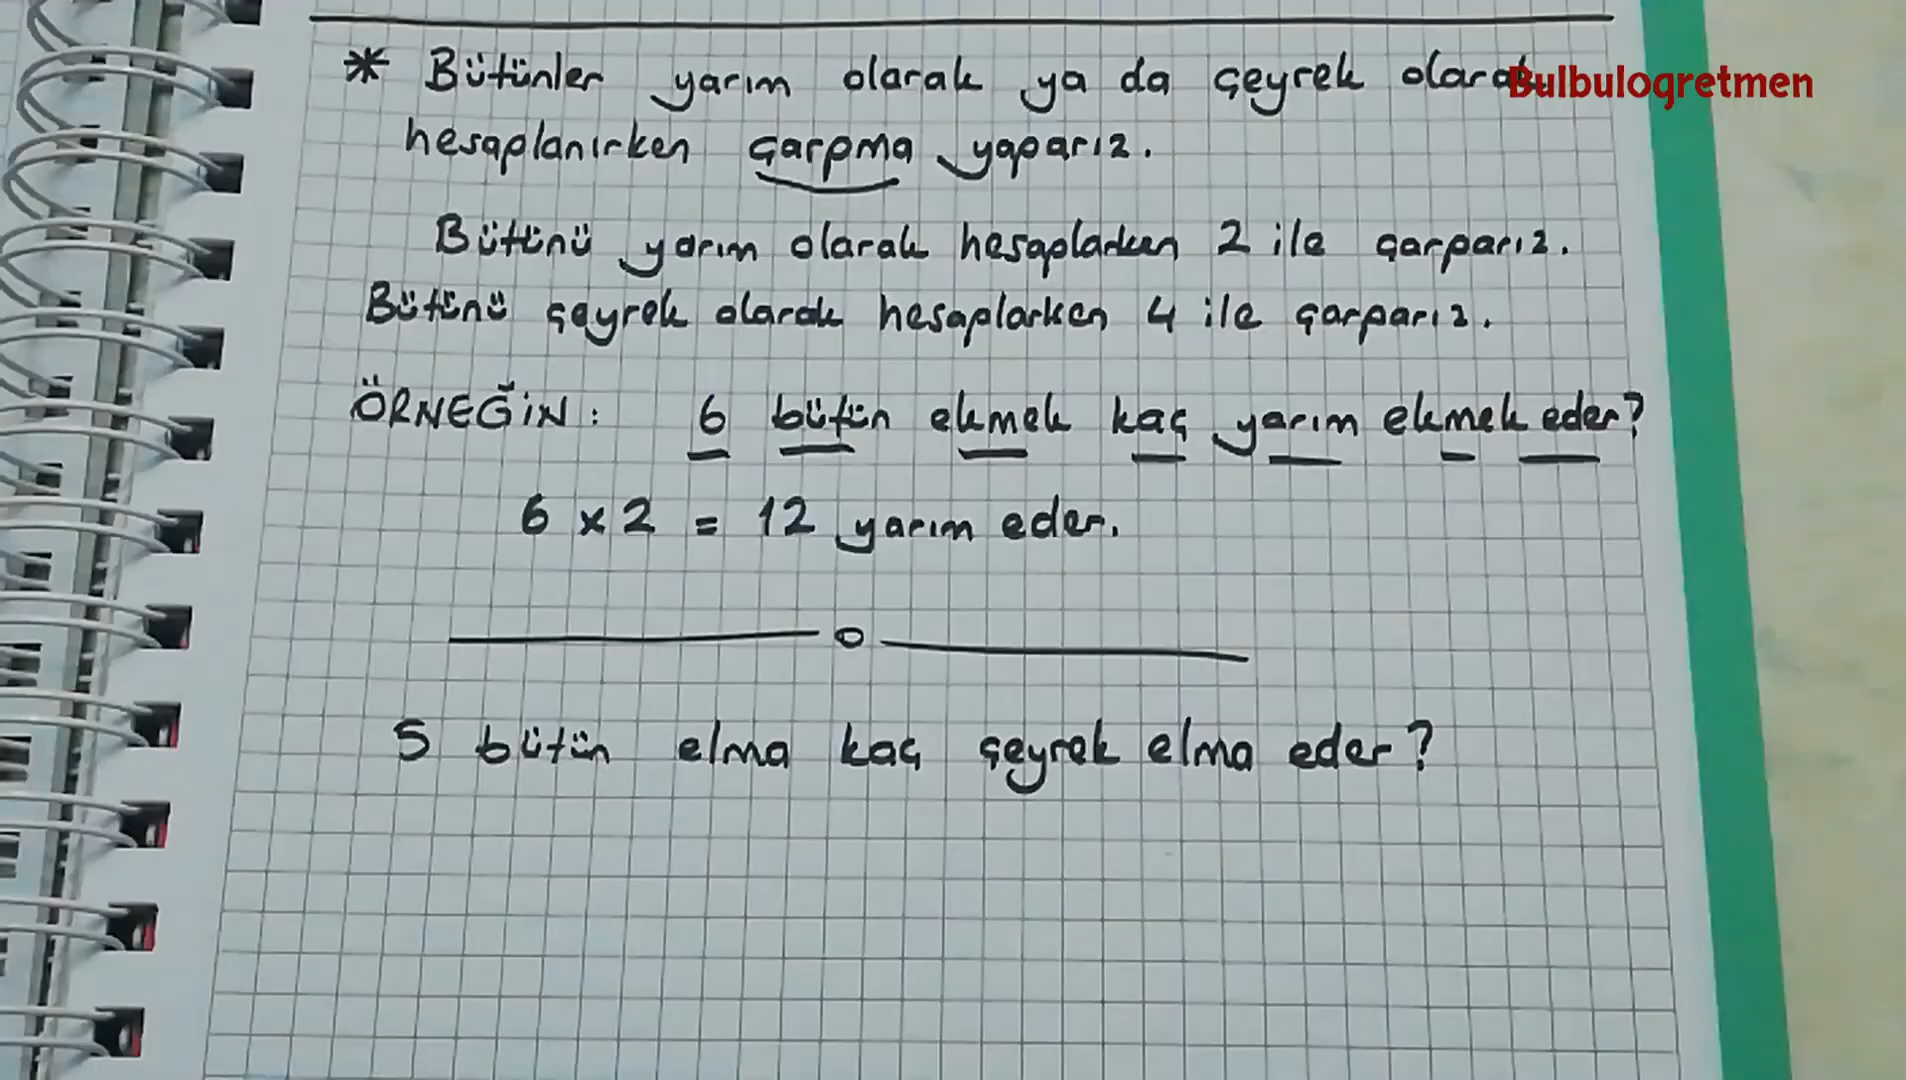 * Bütünler yarım olarak ya da çeyrek olarak
Bulbulogretmen
hesaplanırken çarpma yaparız.
Bütünü yarım olarak hesaplarken 2 ile çarparız.
Bütünü çeyrek olarak hesaplarken 4 ile çarparız.
ÖRNEĞİN: 6 bütün ekmek kaç yarım ekmek eder?
6 x 2 = 12 yarım eder.
5 bütün elma kaç çeyrek elma eder?